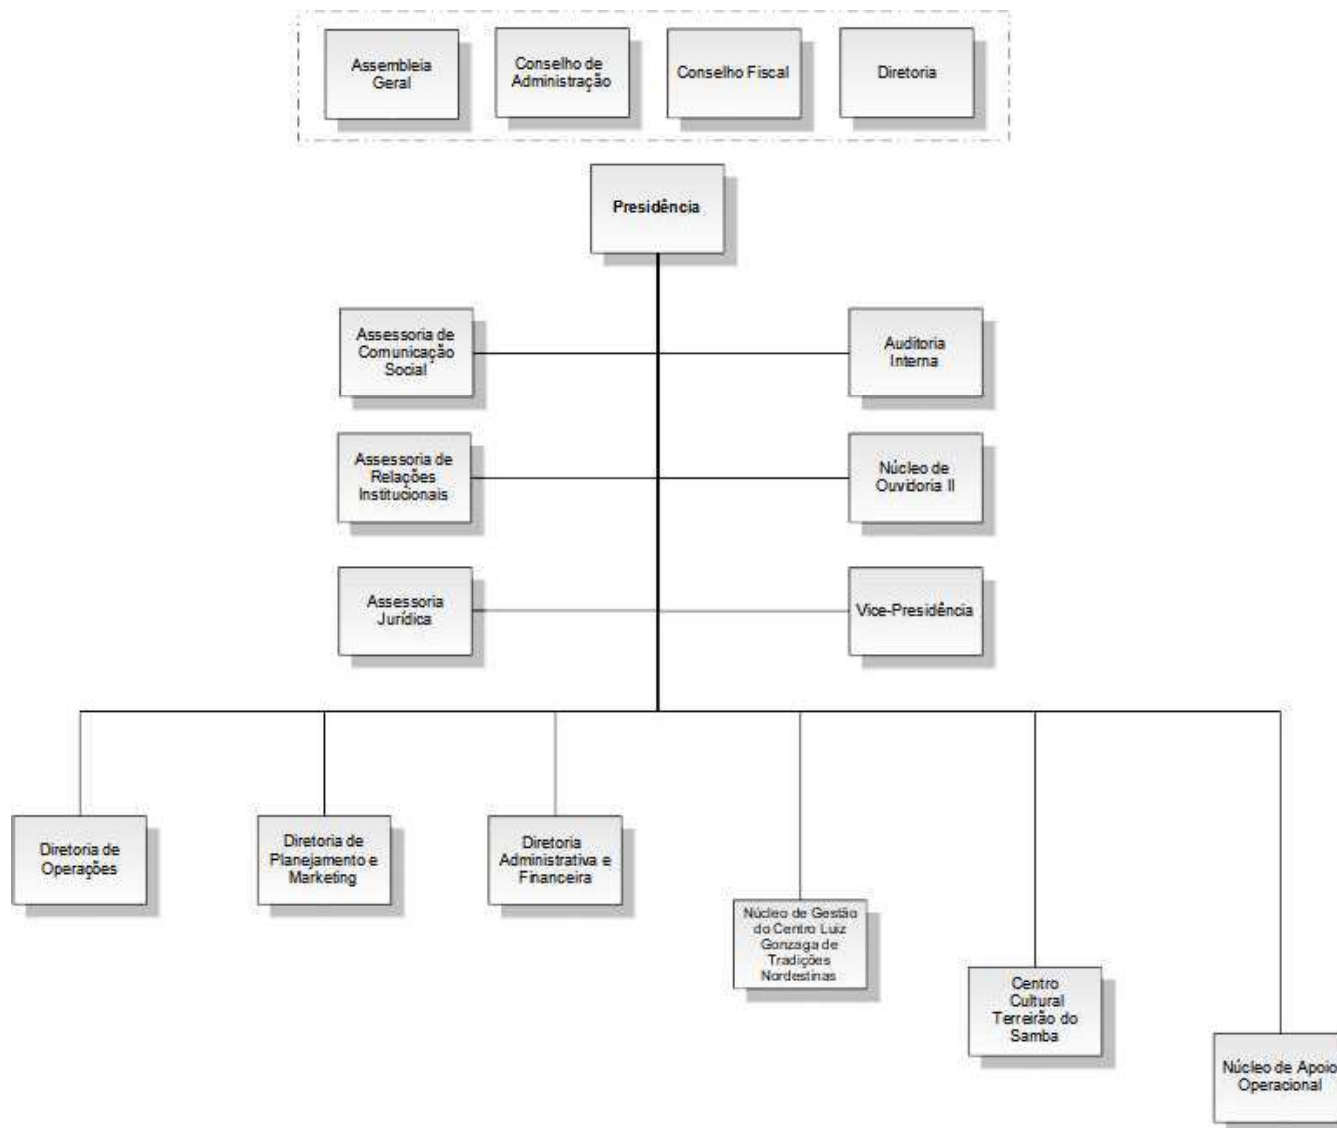 Assembleia
Geral
Conselho de
Administração
Conselho Fiscal
Diretoria
Presidência
Assessoria de
Comunicação
Social
Auditoria
Interna
Assessoria de
Relações
Institucionais
Núcleo de
Ouvidoria II
Assessoria
Jurídica
Vice-Presidência
Diretoria de
Operações
Diretoria de
Planejamento e
Marketing
Diretoria
Administrativa e
Financeira
Núcleo de Gestão
do Centro Luiz
Gonzaga de
Tradições
Nordestinas
Centro
Cultural
Terreirão do
Samba
Núcleo de Apoio
Operacional